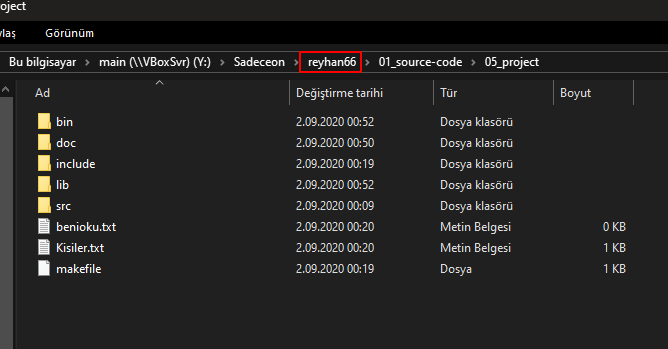 roject
ylaş Görünüm
Bu bilgisayar > main (\\VBoxSvr) (Y:) > Sadeceon > reyhan66 > 01_source-code > 05_project
Ad Değiştirme tarihi Tür Boyut
bin 2.09.2020 00:52 Dosya klasörü
doc 2.09.2020 00:50 Dosya klasörü
include 2.09.2020 00:19 Dosya klasörü
lib 2.09.2020 00:52 Dosya klasörü
src 2.09.2020 00:09 Dosya klasörü
benioku.txt 2.09.2020 00:20 Metin Belgesi 0 KB
Kisiler.txt 2.09.2020 00:20 Metin Belgesi 1 KB
makefile 2.09.2020 00:19 Dosya 1 KB